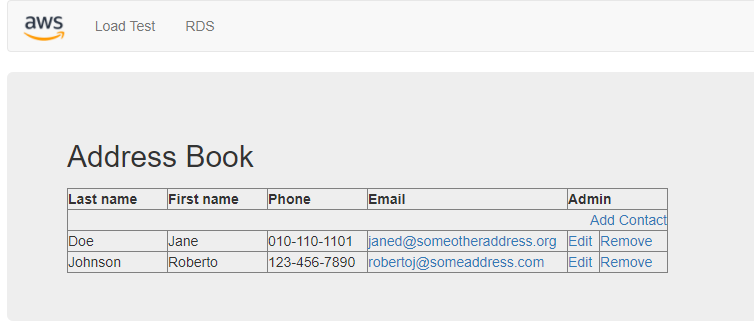 aws Load Test RDS
Address Book
Last name First name Phone Email Admin
Add Contact
Doe Jane 010-110-1101 janed@someotheraddress.org Edit Remove
Johnson Roberto 123-456-7890 robertoj@someaddress.com Edit Remove